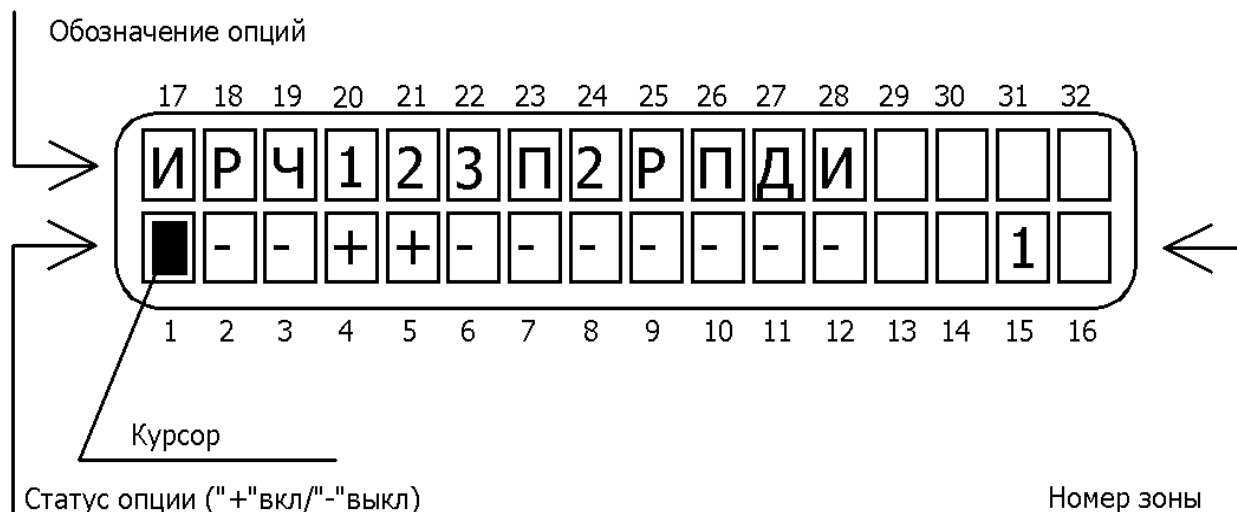 Обозначение опций
17 18 19 20 21 22 23 24 25 26 27 28 29 30 31 32
И Р Ч 1 2 3 П 2 Р П Д И
- - + + - - - - - - - 1
1 2 3 4 5 6 7 8 9 10 11 12 13 14 15 16
Курсор
Статус опции ("+"вкл/"-"выкл) Номер зоны